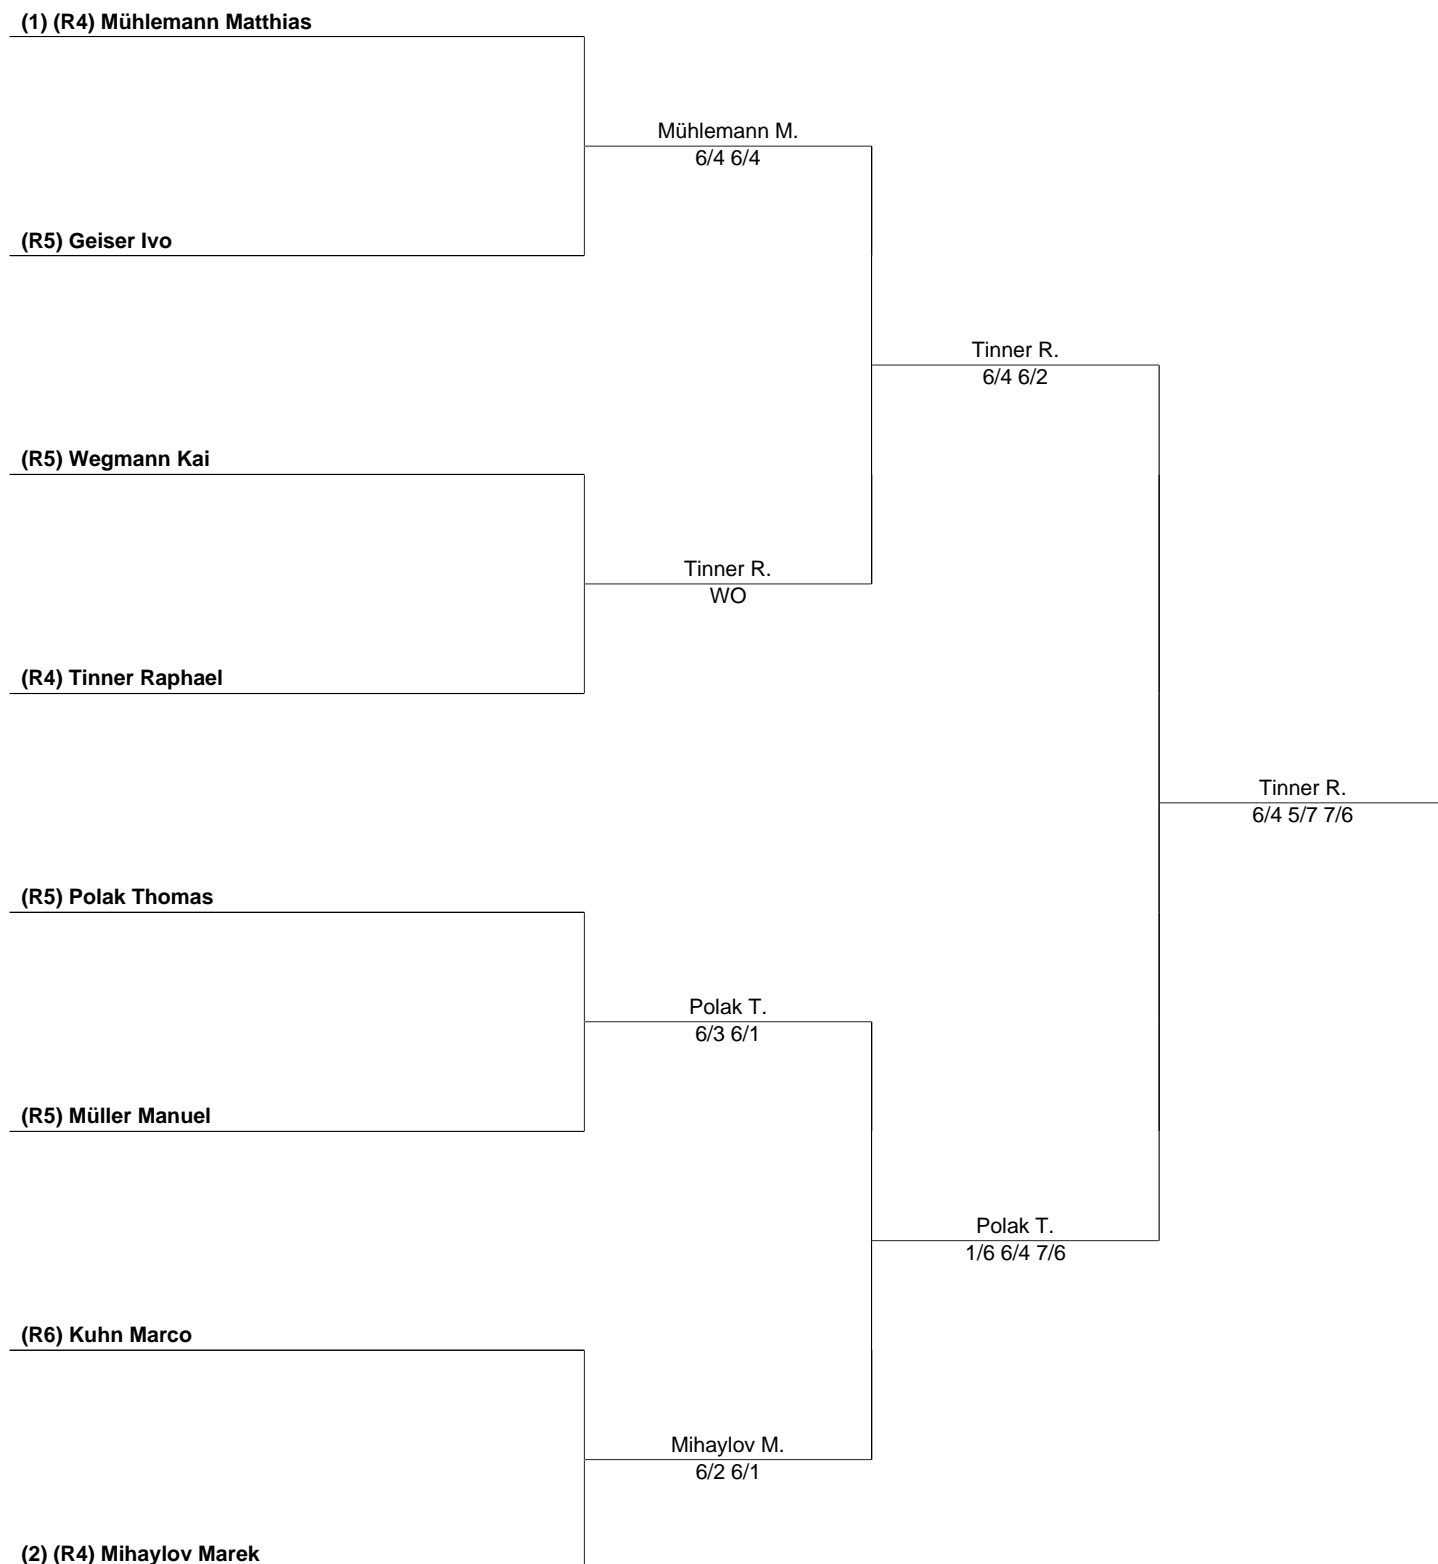 (1) (R4) Mühlemann Matthias
Mühlemann M.
6/4 6/4
(R5) Geiser Ivo
Tinner R.
6/4 6/2
(R5) Wegmann Kai
Tinner R.
WO
(R4) Tinner Raphael
Tinner R.
6/4 5/7 7/6
(R5) Polak Thomas
Polak T.
6/3 6/1
(R5) Müller Manuel
Polak T.
1/6 6/4 7/6
(R6) Kuhn Marco
Mihaylov M.
6/2 6/1
(2) (R4) Mihaylov Marek